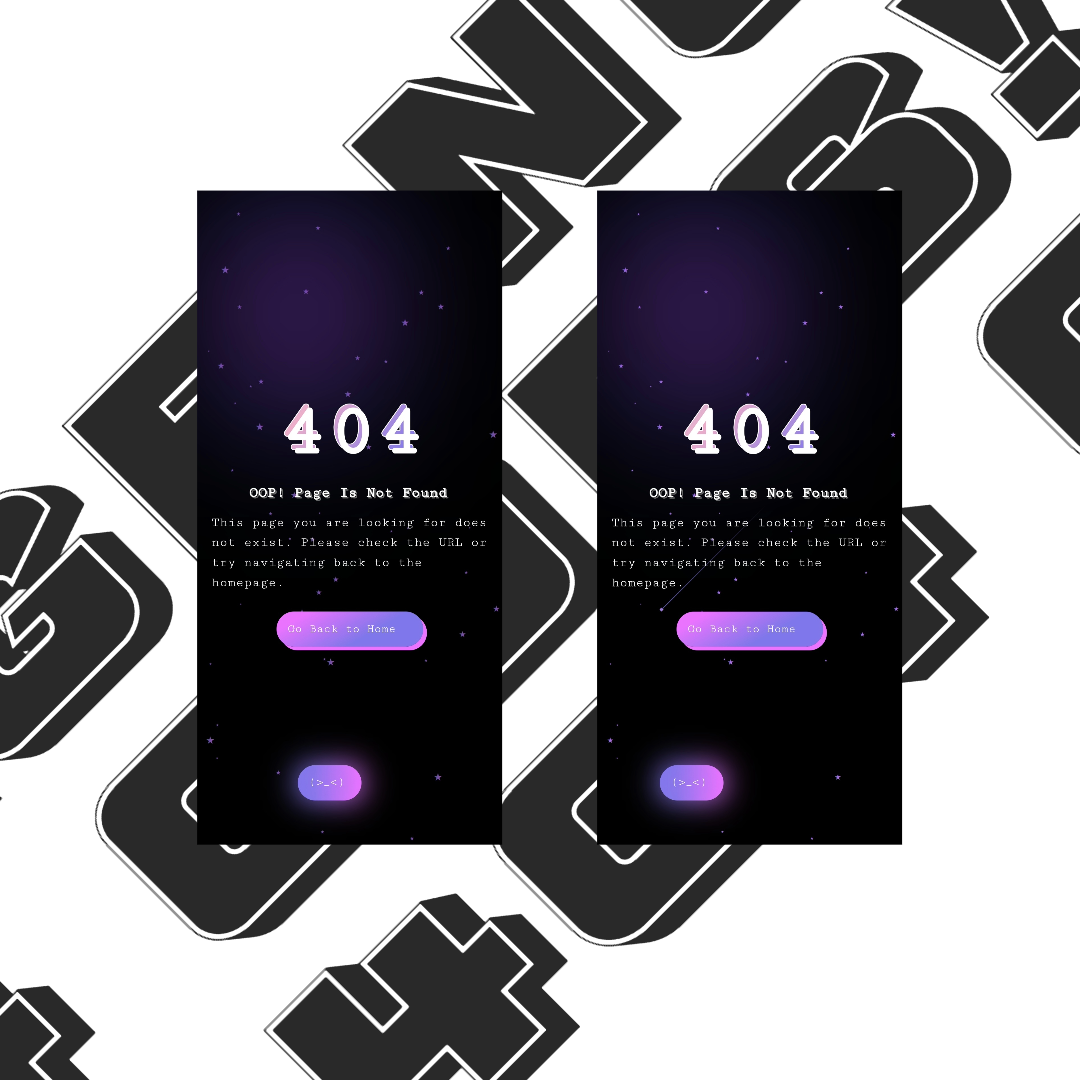 404
OOP! Page Is Not Found
This page you are looking for does
not exist. Please check the URL or
try navigating back to the
homepage.
Go Back to Home
(>_<)
404
OOP! Page Is Not Found
This page you are looking for does
not exist. Please check the URL or
try navigating back to the
homepage.
Go Back to Home
(>_<)